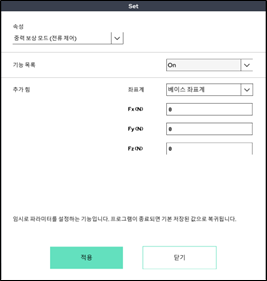 Set
속성
중력 보상 모드 (전류 제어)
기능 목록 On
추가 힘 좌표계 베이스 좌표계
Fx(N) 0
Fy(N) 0
Fz(N) 0
임시로 파라미터를 설정하는 기능입니다. 프로그램이 종료되면 기본 저장된 값으로 복귀됩니다.
적용 닫기